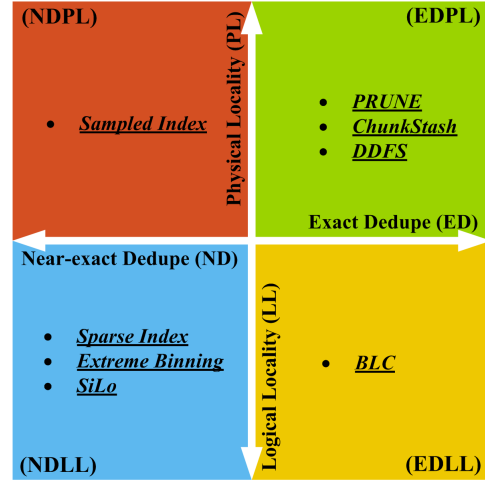 (NDPL)
(EDPL)
Physical Locality (PL)
• Sampled Index
• PRUNE
• ChunkStash
• DDFS
Exact Dedupe (ED)
Near-exact Dedupe (ND)
Logical Locality (LL)
• Sparse Index
• Extreme Binning
• SiLo
• BLC
(NDLL)
(EDLL)